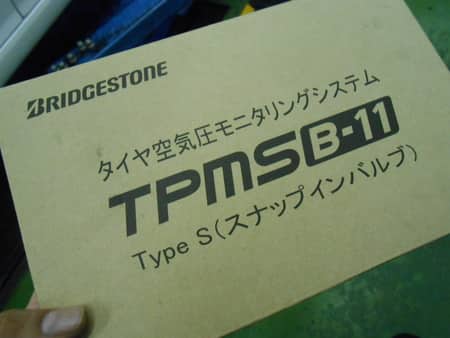 BRIDGESTONE
タイヤ空気圧モニタリングシステム
TPMS B-11
Type S(スナップインバルブ)